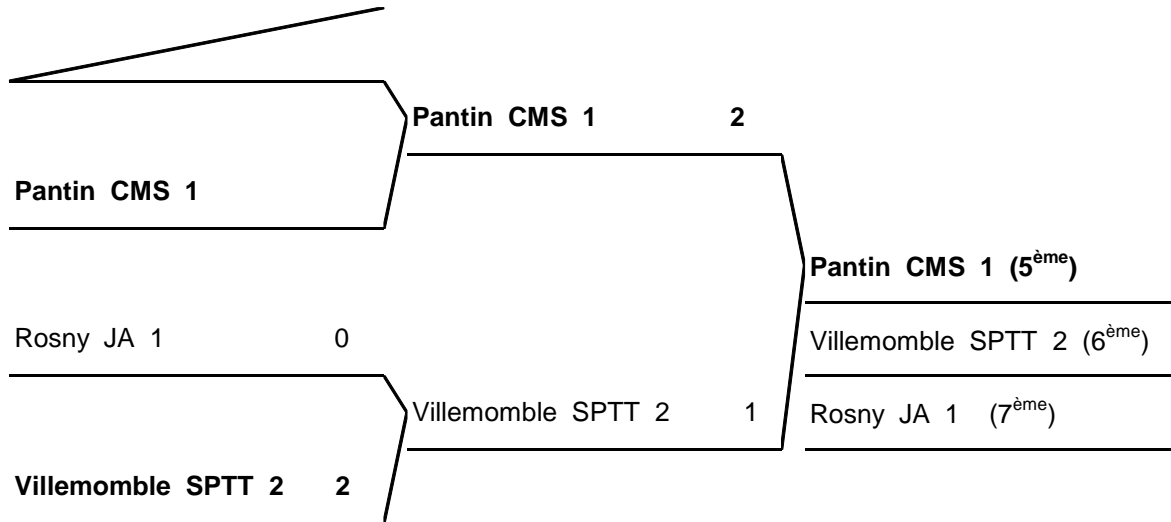 Pantin CMS 1 2
Pantin CMS 1
Pantin CMS 1 (5ème)
Rosny JA 1 0
Villemomble SPTT 2 (6ème)
Villemomble SPTT 2 1
Rosny JA 1 (7ème)
Villemomble SPTT 2 2